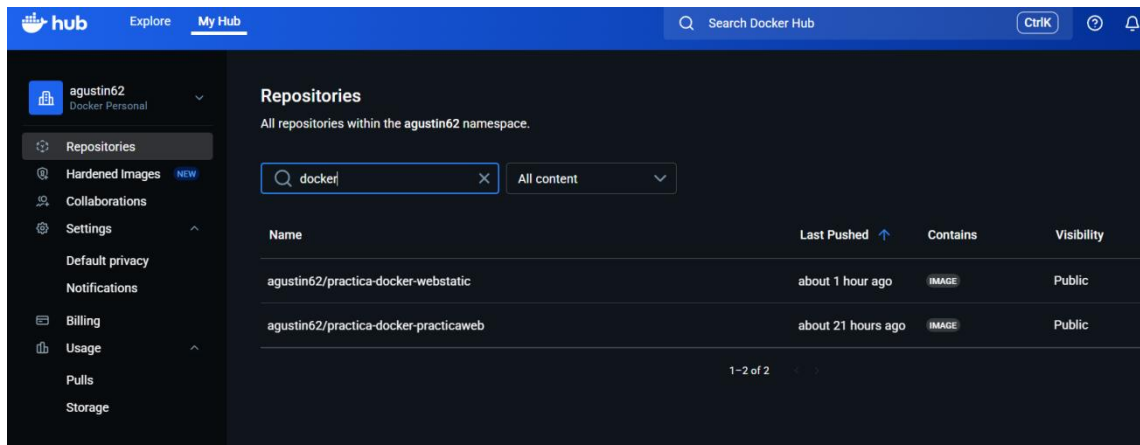 hub Explore My Hub Search Docker Hub CtrlK
agustin62
Docker Personal
Repositories
Hardened Images NEW
Collaborations
Settings
Default privacy
Notifications
Billing
Usage
Pulls
Storage
Repositories
All repositories within the agustin62 namespace.
docker All content
Name Last Pushed Contains Visibility
agustin62/practica-docker-webstatic about 1 hour ago IMAGE Public
agustin62/practica-docker-practicaweb about 21 hours ago IMAGE Public
1–2 of 2